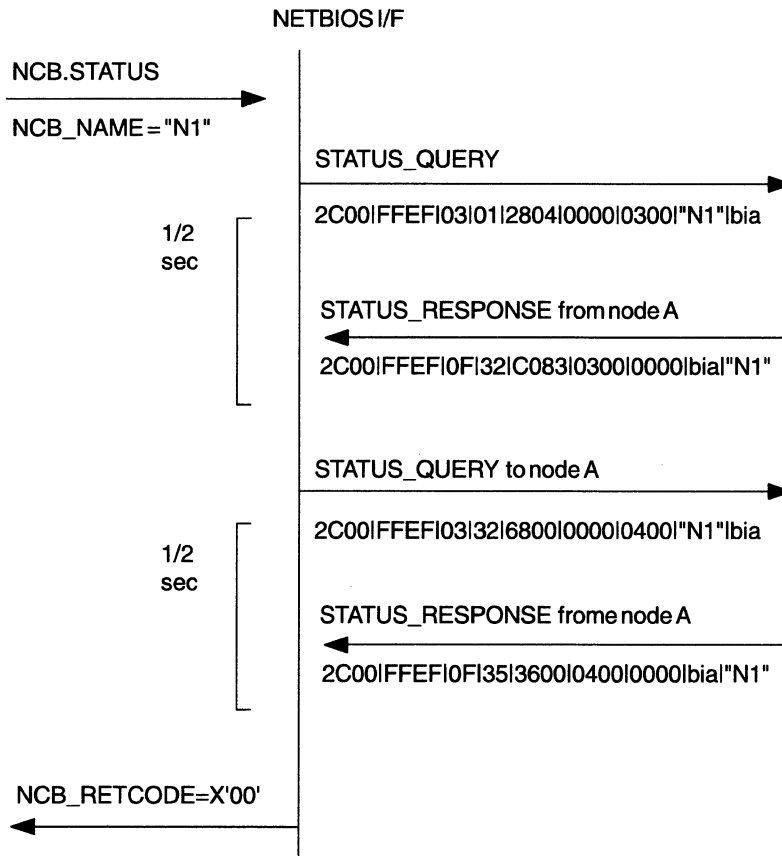 NETBIOS I/F
NCB.STATUS
NCB_NAME="N1"
STATUS_QUERY
2C00|FFEF|03|01|2804|0000|0300|"N1"|bia
1/2
sec
STATUS_RESPONSE from node A
2C00|FFEF|0F|32|C083|0300|0000|bia|"N1"
STATUS_QUERY to node A
2C00|FFEF|03|32|6800|0000|0400|"N1"|bia
1/2
sec
STATUS_RESPONSE frome node A
2C00|FFEF|0F|35|3600|0400|0000|bia|"N1"
NCB_RETCODE=X'00'